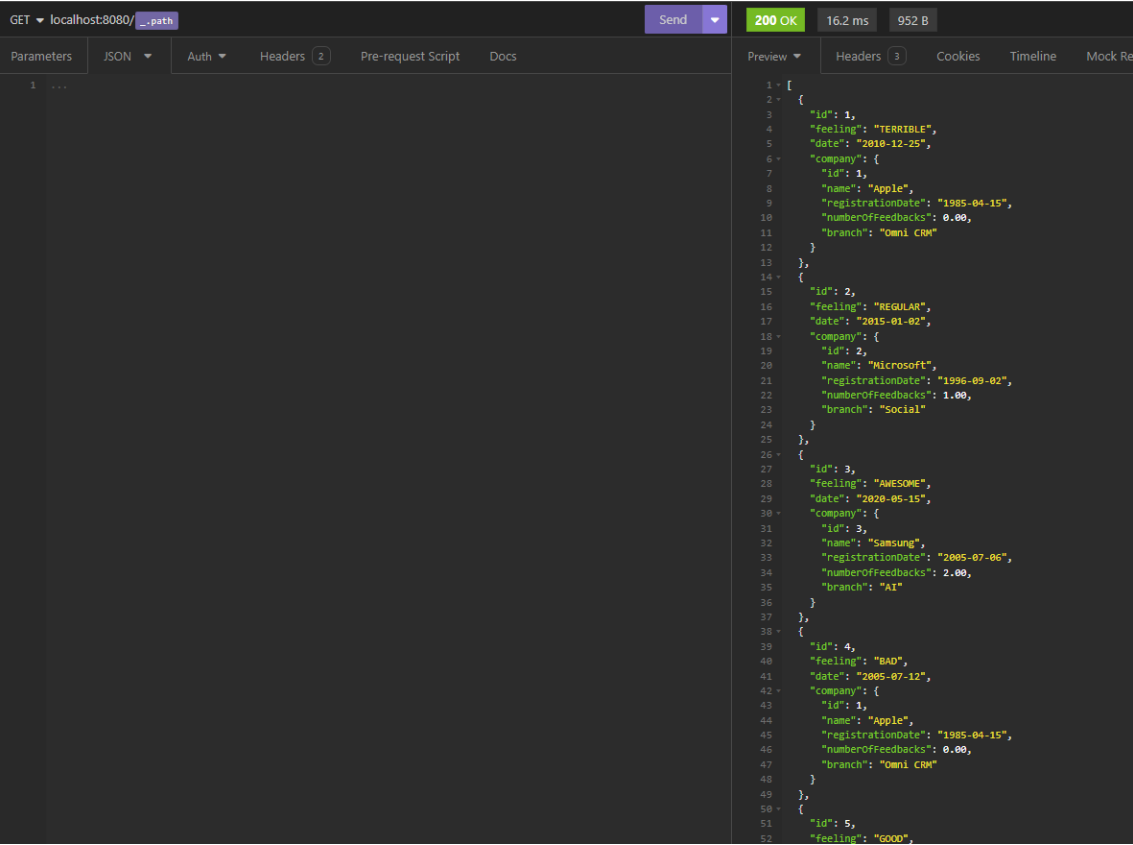 GET localhost:8080/ _.path Send 200 OK 16.2 ms 952 B
Parameters JSON Auth Headers 2 Pre-request Script Docs Preview Headers 3 Cookies Timeline Mock Re
1 ...
1 [
2 {
3 "id": 1,
4 "feeling": "TERRIBLE",
5 "date": "2010-12-25",
6 "company": {
7 "id": 1,
8 "name": "Apple",
9 "registrationDate": "1985-04-15",
10 "numberOfFeedbacks": 0.00,
11 "branch": "Omni CRM"
12 }
13 },
14 {
15 "id": 2,
16 "feeling": "REGULAR",
17 "date": "2015-01-02",
18 "company": {
19 "id": 2,
20 "name": "Microsoft",
21 "registrationDate": "1996-09-02",
22 "numberOfFeedbacks": 1.00,
23 "branch": "Social"
24 }
25 },
26 {
27 "id": 3,
28 "feeling": "AWESOME",
29 "date": "2020-05-15",
30 "company": {
31 "id": 3,
32 "name": "Samsung",
33 "registrationDate": "2005-07-06",
34 "numberOfFeedbacks": 2.00,
35 "branch": "AI"
36 }
37 },
38 {
39 "id": 4,
40 "feeling": "BAD",
41 "date": "2005-07-12",
42 "company": {
43 "id": 1,
44 "name": "Apple",
45 "registrationDate": "1985-04-15",
46 "numberOfFeedbacks": 0.00,
47 "branch": "Omni CRM"
48 }
49 },
50 {
51 "id": 5,
52 "feeling": "GOOD",